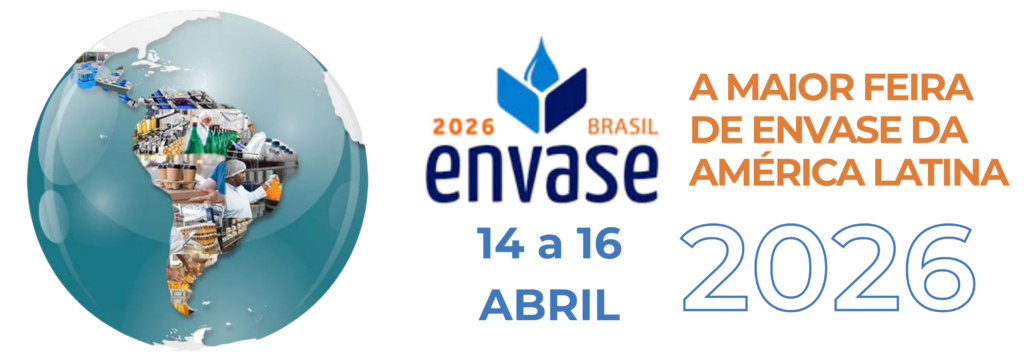 2026 BRASIL
envase
14 a 16
ABRIL
A MAIOR FEIRA
DE ENVASE DA
AMÉRICA LATINA
2026